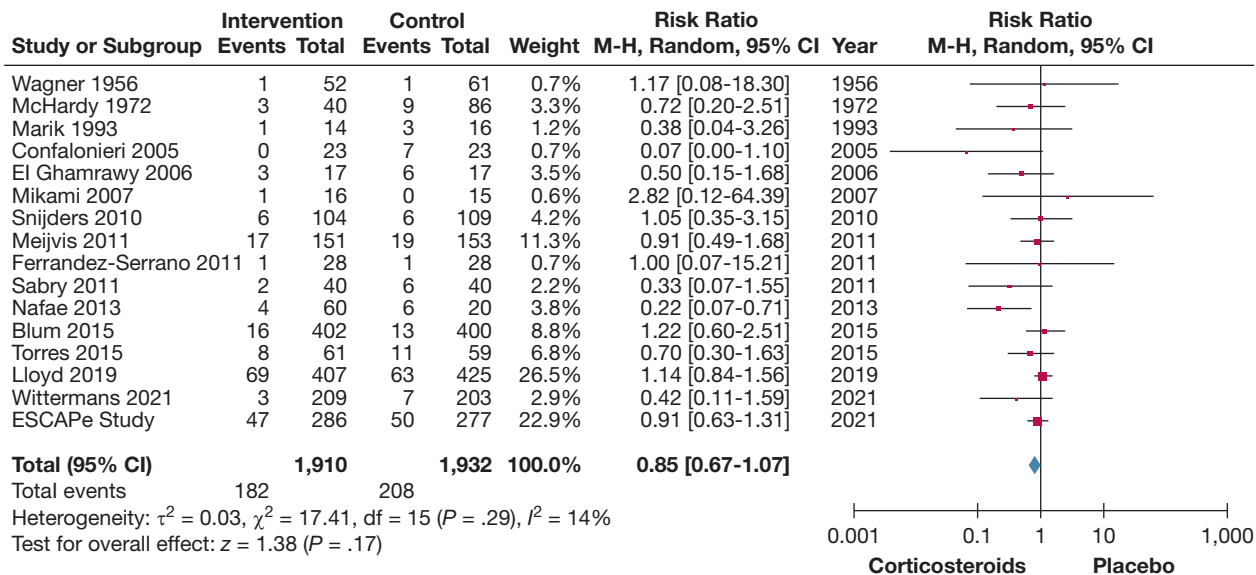 Intervention Control Risk Ratio Risk Ratio
Study or Subgroup Events Total Events Total Weight M-H, Random, 95% CI Year M-H, Random, 95% CI
Wagner 1956 1 52 1 61 0.7% 1.17 [0.08-18.30] 1956
McHardy 1972 3 40 9 86 3.3% 0.72 [0.20-2.51] 1972
Marik 1993 1 14 3 16 1.2% 0.38 [0.04-3.26] 1993
Confalonieri 2005 0 23 7 23 0.7% 0.07 [0.00-1.10] 2005
El Ghamrawy 2006 3 17 6 17 3.5% 0.50 [0.15-1.68] 2006
Mikami 2007 1 16 0 15 0.6% 2.82 [0.12-64.39] 2007
Snijders 2010 6 104 6 109 4.2% 1.05 [0.35-3.15] 2010
Meijvis 2011 17 151 19 153 11.3% 0.91 [0.49-1.68] 2011
Ferrandez-Serrano 2011 1 28 1 28 0.7% 1.00 [0.07-15.21] 2011
Sabry 2011 2 40 6 40 2.2% 0.33 [0.07-1.55] 2011
Nafae 2013 4 60 6 20 3.8% 0.22 [0.07-0.71] 2013
Blum 2015 16 402 13 400 8.8% 1.22 [0.60-2.51] 2015
Torres 2015 8 61 11 59 6.8% 0.70 [0.30-1.63] 2015
Lloyd 2019 69 407 63 425 26.5% 1.14 [0.84-1.56] 2019
Wittermans 2021 3 209 7 203 2.9% 0.42 [0.11-1.59] 2021
ESCAPe Study 47 286 50 277 22.9% 0.91 [0.63-1.31] 2021
Total (95% CI) 1,910 1,932 100.0% 0.85 [0.67-1.07]
Total events 182 208
Heterogeneity: τ² = 0.03, χ² = 17.41, df = 15 (P = .29), I² = 14%
Test for overall effect: z = 1.38 (P = .17)
0.001 0.1 1 10 1,000
Corticosteroids Placebo